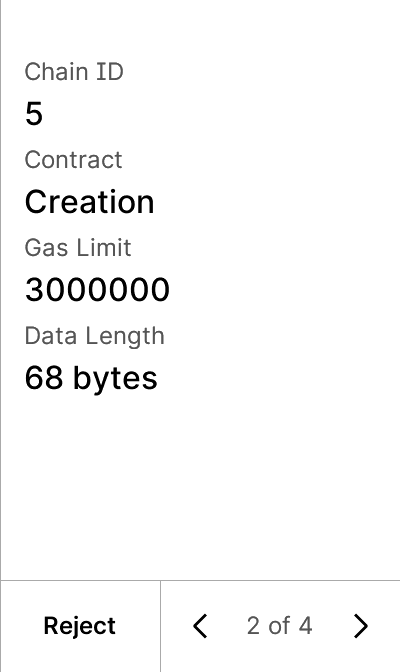 Chain ID
5
Contract
Creation
Gas Limit
3000000
Data Length
68 bytes
Reject
2 of 4